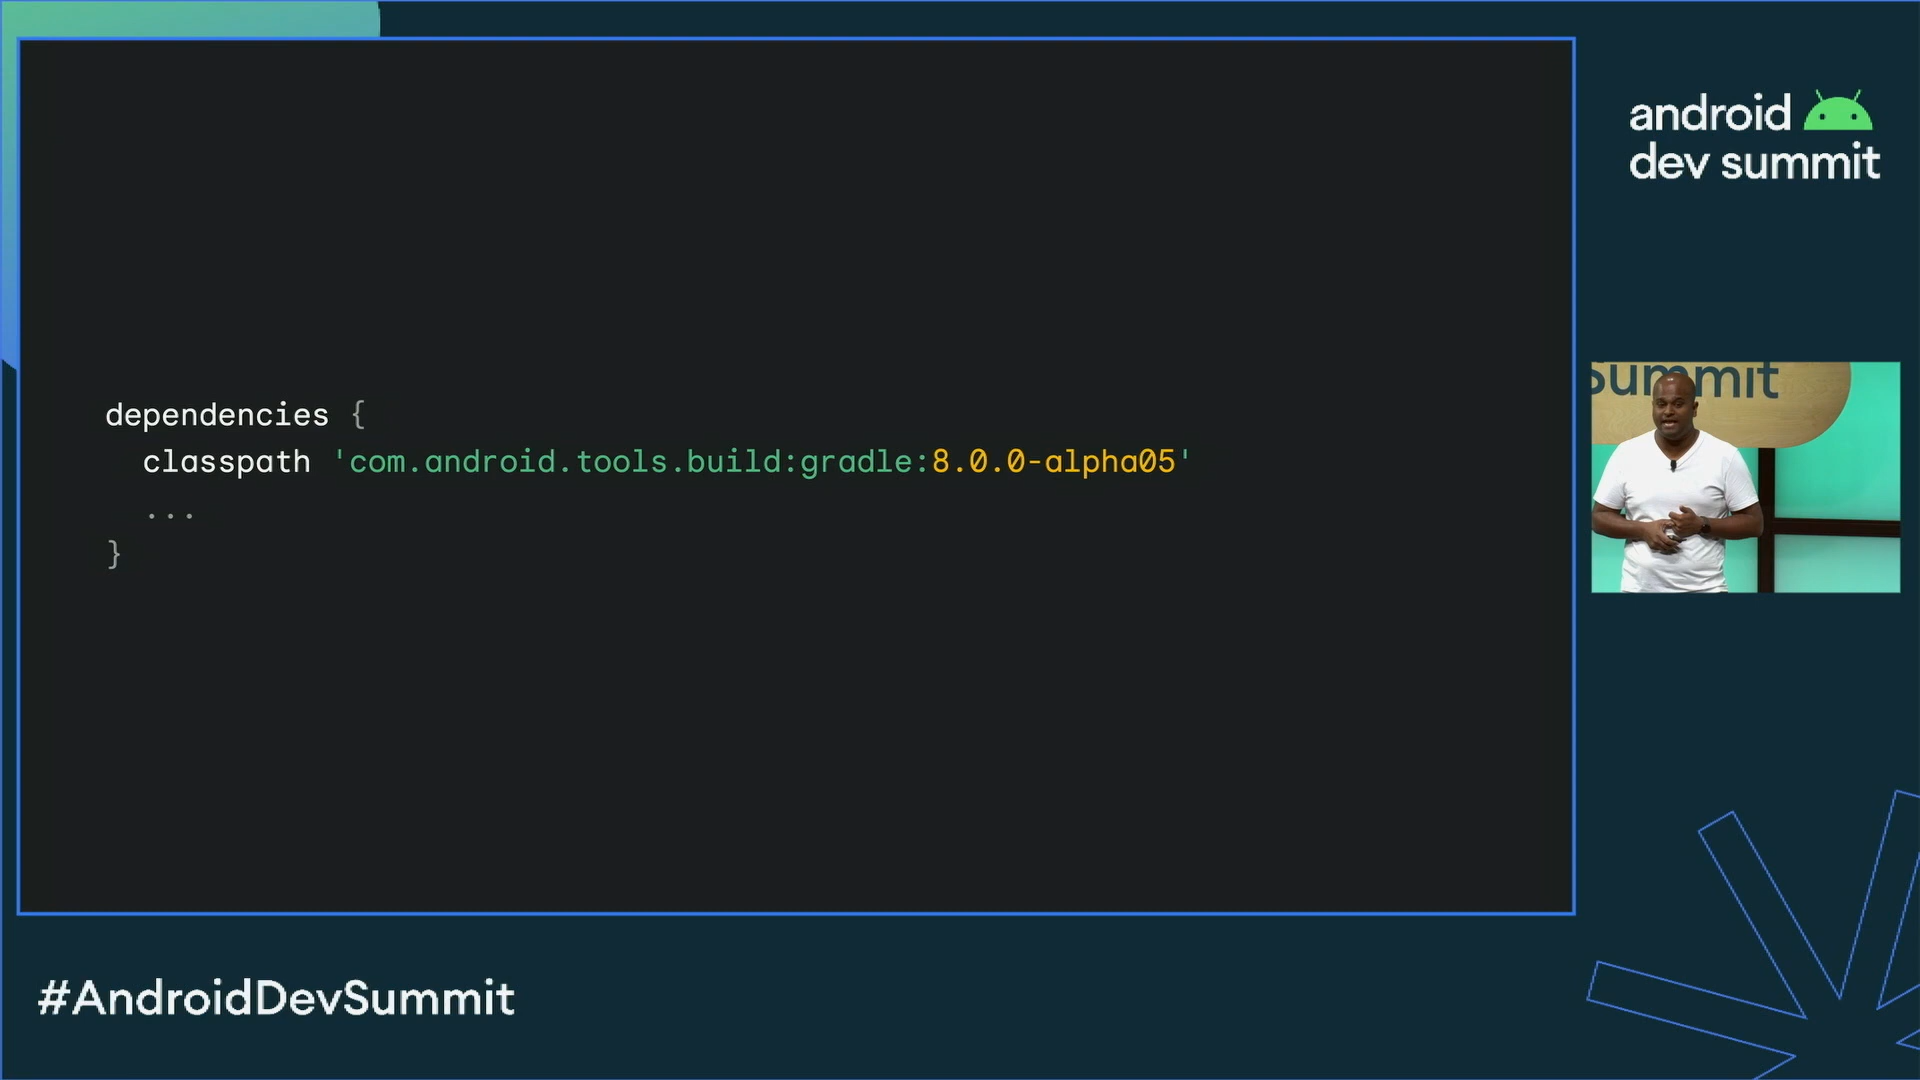 android
dev summit
dependencies {
classpath 'com.android.tools.build:gradle:8.0.0-alpha05'
...
}
Summit
#AndroidDevSummit